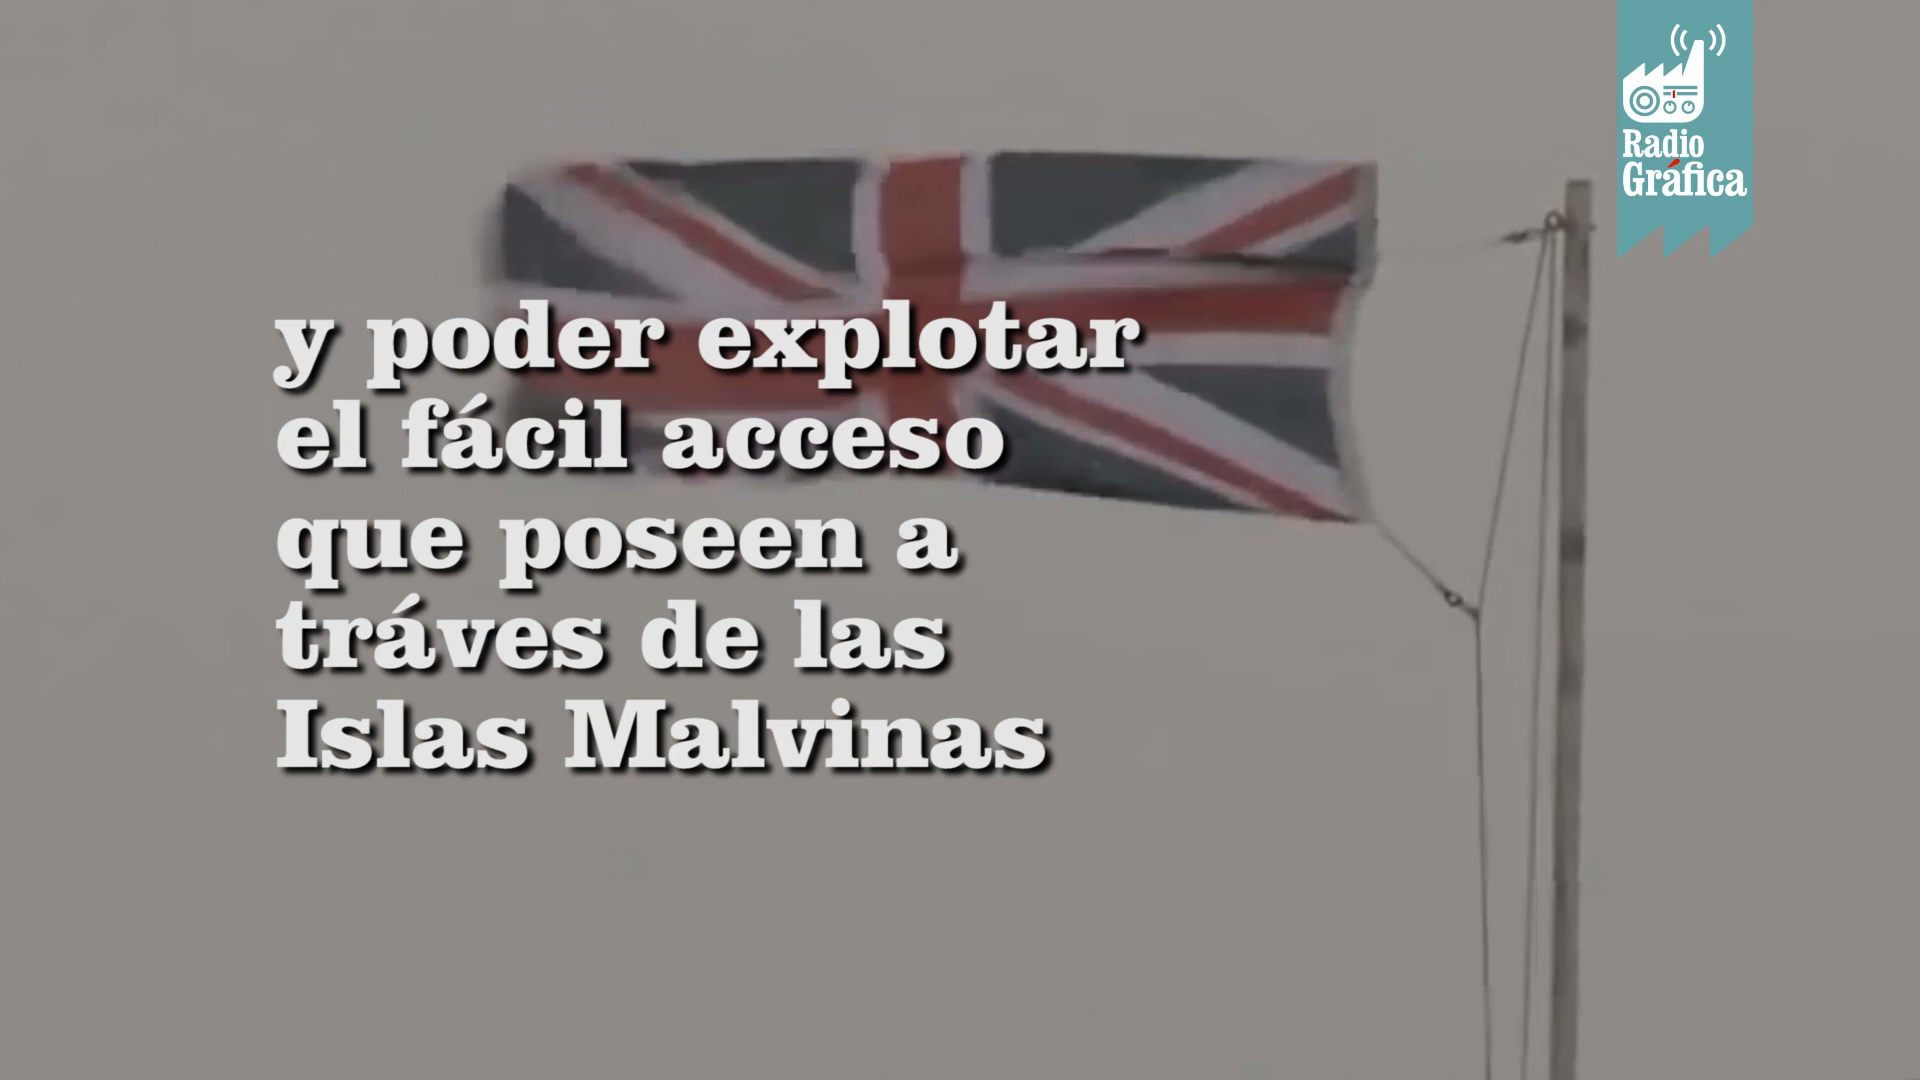 Radio
Gráfica
y poder explotar
el fácil acceso
que poseen a
tráves de las
Islas Malvinas